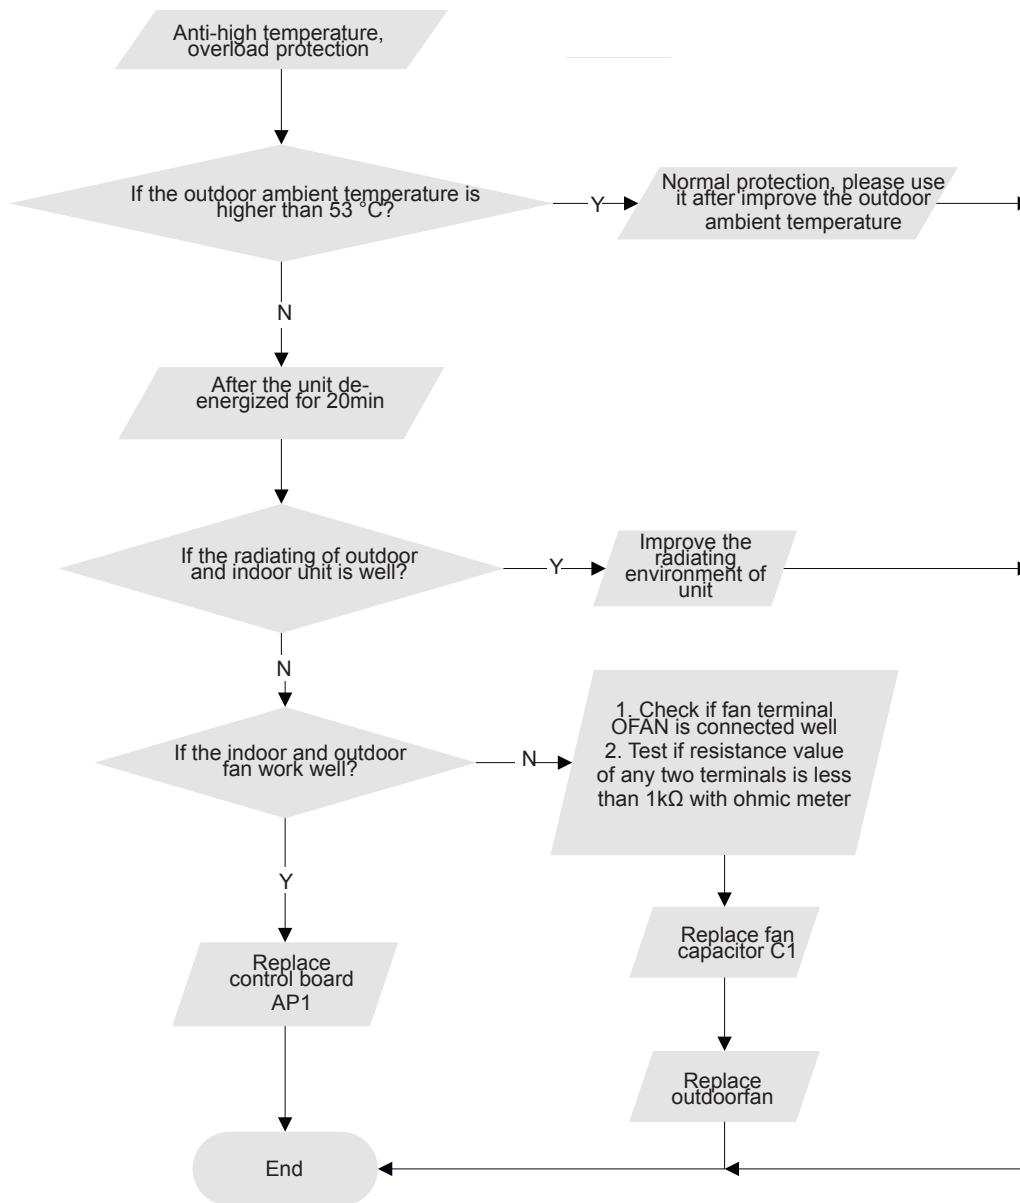 Anti-high temperature,
overload protection
If the outdoor ambient temperature is
higher than 53 °C?
Y
Normal protection, please use
it after improve the outdoor
ambient temperature
N
After the unit de-
energized for 20min
If the radiating of outdoor
and indoor unit is well?
Y
Improve the
radiating
environment of
unit
N
If the indoor and outdoor
fan work well?
N
1. Check if fan terminal
OFAN is connected well
2. Test if resistance value
of any two terminals is less
than 1kΩ with ohmic meter
Y
Replace fan
capacitor C1
Replace
control board
AP1
Replace
outdoorfan
End